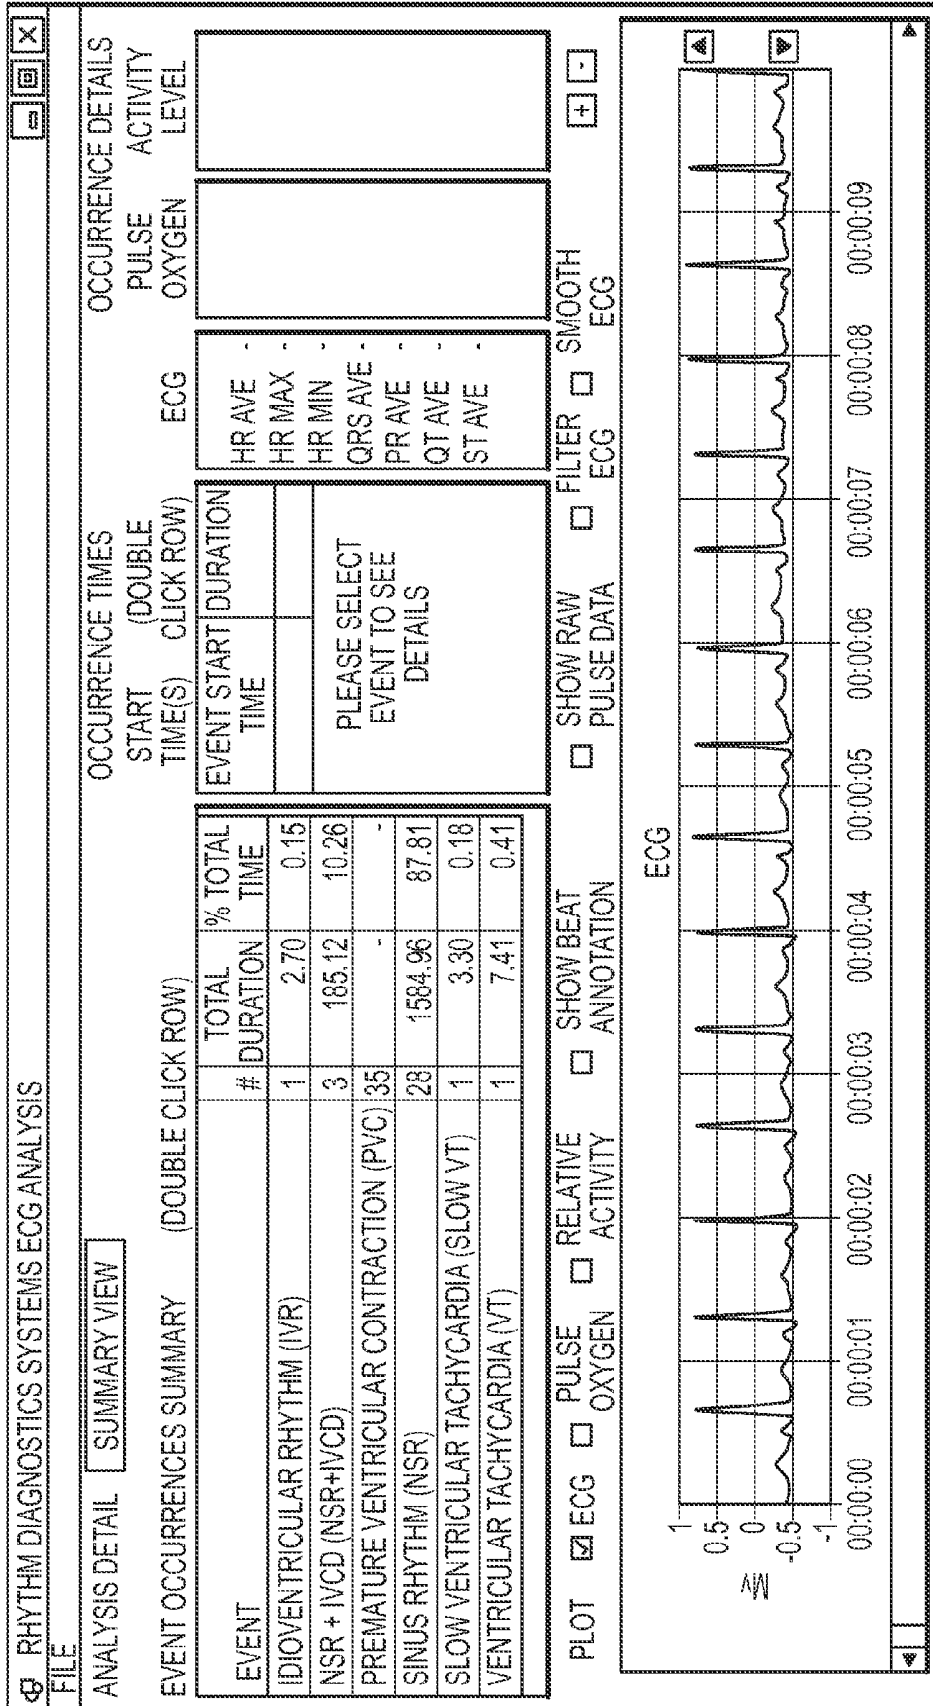 RHYTHM DIAGNOSTICS SYSTEMS ECG ANALYSIS
FILE
ANALYSIS DETAIL SUMMARY VIEW
EVENT OCCURRENCES SUMMARY (DOUBLE CLICK ROW)
EVENT # TOTAL DURATION % TOTAL TIME
IDIOVENTRICULAR RHYTHM (IVR) 1 2.70 0.15
NSR + IVCD (NSR+IVCD) 3 185.12 10.26
PREMATURE VENTRICULAR CONTRACTION (PVC) 35 - -
SINUS RHYTHM (NSR) 28 1584.96 87.81
SLOW VENTRICULAR TACHYCARDIA (SLOW VT) 1 3.30 0.18
VENTRICULAR TACHYCARDIA (VT) 1 7.41 0.41
OCCURRENCE TIMES
START (DOUBLE
TIME(S) CLICK ROW)
EVENT START TIME DURATION
PLEASE SELECT
EVENT TO SEE
DETAILS
OCCURRENCE DETAILS
ECG
HR AVE -
HR MAX -
HR MIN -
QRS AVE -
PR AVE -
QT AVE -
ST AVE -
PULSE
OXYGEN
ACTIVITY
LEVEL
PLOT ECG PULSE OXYGEN RELATIVE ACTIVITY SHOW BEAT ANNOTATION SHOW RAW PULSE DATA FILTER ECG SMOOTH ECG + -
ECG
Mv
1
0.5
0
-0.5
-1
00:00:00 00:00:01 00:00:02 00:00:03 00:00:04 00:00:05 00:00:06 00:00:07 00:00:08 00:00:09